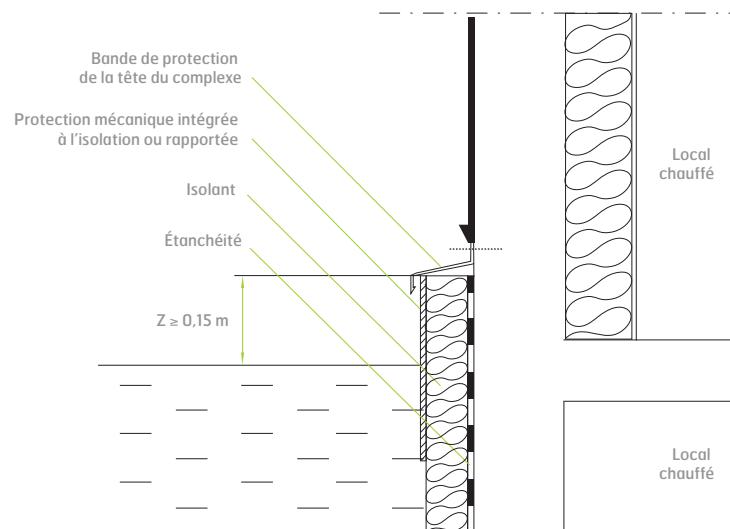 Bande de protection
de la tête du complexe
Protection mécanique intégrée
à l'isolation ou rapportée
Isolant
Étanchéité
Z ≥ 0,15 m
Local
chauffé
Local
chauffé